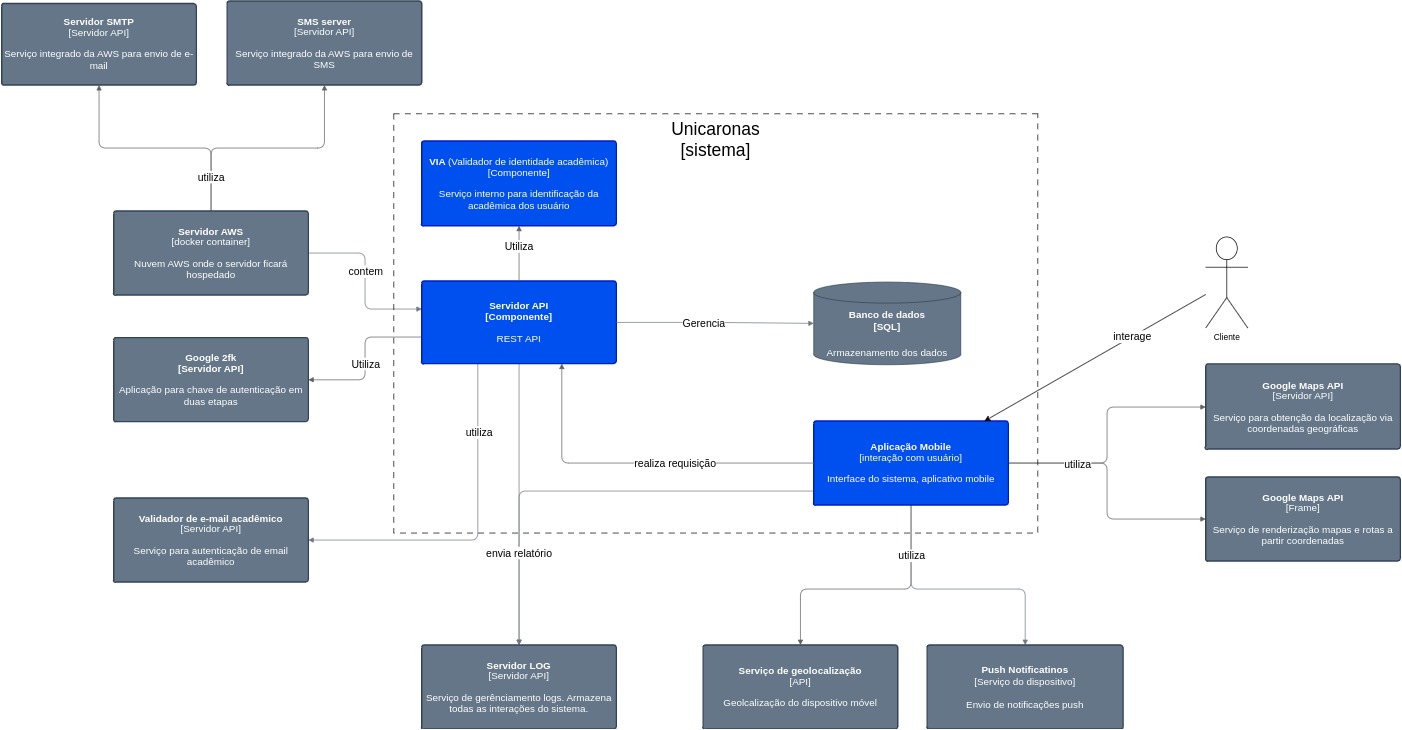 Servidor SMTP
[Servidor API]
Serviço integrado da AWS para envio de e-
mail
SMS server
[Servidor API]
Serviço integrado da AWS para envio de
SMS
utiliza
Unicaronas
[sistema]
VIA (Validador de identidade acadêmica)
[Componente]
Serviço interno para identificação da
acadêmica dos usuário
Servidor AWS
[docker container]
Nuvem AWS onde o servidor ficará
hospedado
contem
Utiliza
Servidor API
[Componente]
REST API
Gerencia
Banco de dados
[SQL]
Armazenamento dos dados
Cliente
interage
Google 2fk
[Servidor API]
Aplicação para chave de autenticação em
duas etapas
Utiliza
utiliza
realiza requisição
Aplicação Mobile
[interação com usuário]
Interface do sistema, aplicativo mobile
utiliza
Google Maps API
[Servidor API]
Serviço para obtenção da localização via
coordenadas geográficas
Google Maps API
[Frame]
Serviço de renderização mapas e rotas a
partir coordenadas
Validador de e-mail acadêmico
[Servidor API]
Serviço para autenticação de email
acadêmico
envia relatório
utiliza
Servidor LOG
[Servidor API]
Serviço de gerênciamento logs. Armazena
todas as interações do sistema.
Serviço de geolocalização
[API]
Geolcalização do dispositivo móvel
Push Notificatinos
[Serviço do dispositivo]
Envio de notificações push